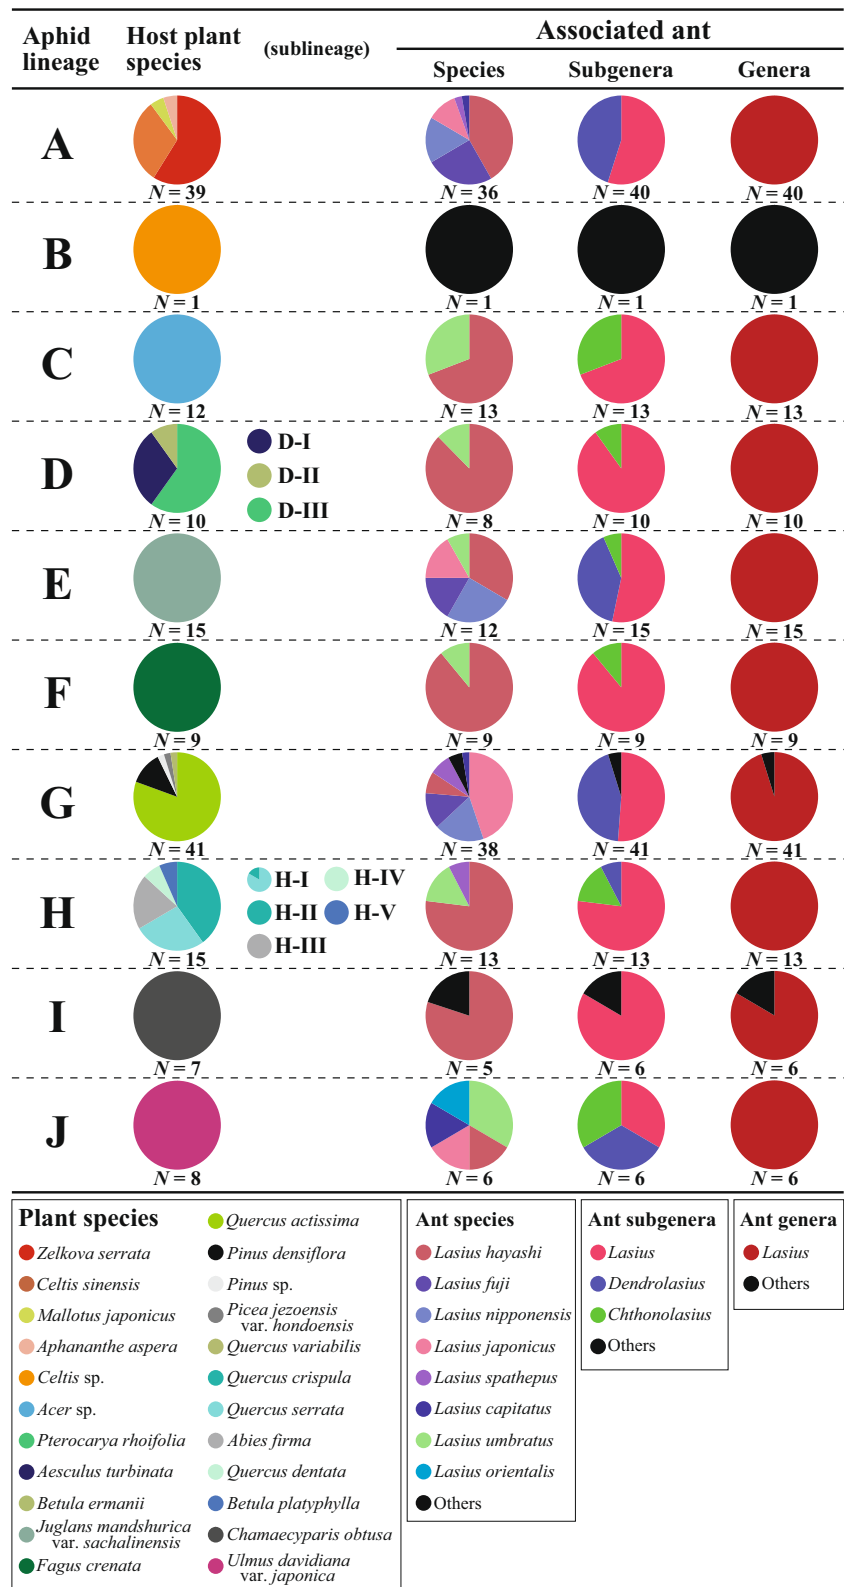 Aphid lineage
Host plant species
(sublineage)
Associated ant
Species
Subgenera
Genera
A
N = 39
N = 36
N = 40
N = 40
B
N = 1
N = 1
N = 1
N = 1
C
N = 12
N = 13
N = 13
N = 13
D
D-I
D-II
D-III
N = 10
N = 8
N = 10
N = 10
E
N = 15
N = 12
N = 15
N = 15
F
N = 9
N = 9
N = 9
N = 9
G
N = 41
N = 38
N = 41
N = 41
H
H-I
H-IV
H-II
H-V
H-III
N = 15
N = 13
N = 13
N = 13
I
N = 7
N = 5
N = 6
N = 6
J
N = 8
N = 6
N = 6
N = 6
Plant species
Zelkova serrata
Celtis sinensis
Mallotus japonicus
Aphananthe aspera
Celtis sp.
Acer sp.
Pterocarya rhoifolia
Aesculus turbinata
Betula ermanii
Juglans mandshurica
var. sachalinensis
Fagus crenata
Quercus actissima
Pinus densiflora
Pinus sp.
Picea jezoensis
var. hondoensis
Quercus variabilis
Quercus crispula
Quercus serrata
Abies firma
Quercus dentata
Betula platyphylla
Chamaecyparis obtusa
Ulmus davidiana
var. japonica
Ant species
Lasius hayashi
Lasius fuji
Lasius nipponensis
Lasius japonicus
Lasius spathepus
Lasius capitatus
Lasius umbratus
Lasius orientalis
Others
Ant subgenera
Lasius
Dendrolasius
Chthonolasius
Others
Ant genera
Lasius
Others